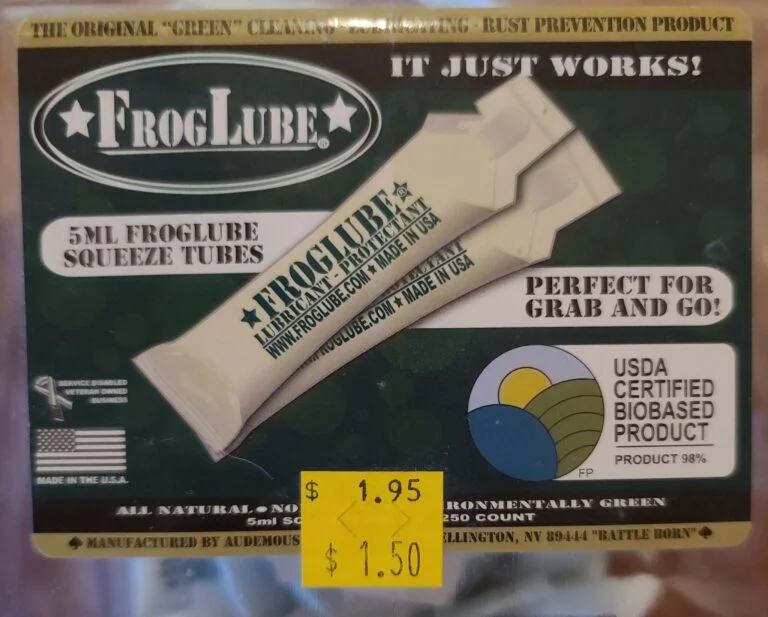 THE ORIGINAL "GREEN" CLEANING - LUBRICATING - RUST PREVENTION PRODUCT
IT JUST WORKS!
★FROGLUBE®★
5ML FROGLUBE
SQUEEZE TUBES
★FROGLUBE®★
LUBRICANT - PROTECTANT
WWW.FROGLUBE.COM ★ MADE IN USA
PROTECTANT
FROGLUBE.COM ★ MADE IN USA
PERFECT FOR
GRAB AND GO!
SERVICE DISABLED
VETERAN OWNED
BUSINESS
MADE IN THE U.S.A.
USDA
CERTIFIED
BIOBASED
PRODUCT
PRODUCT 98%
FP
ALL NATURAL • NO RONMENTALLY GREEN
5ml 250 COUNT
♠ MANUFACTURED BY AUDEMOUS ELLINGTON, NV 89444 "BATTLE BORN" ♠
$ 1.95
$ 1.50